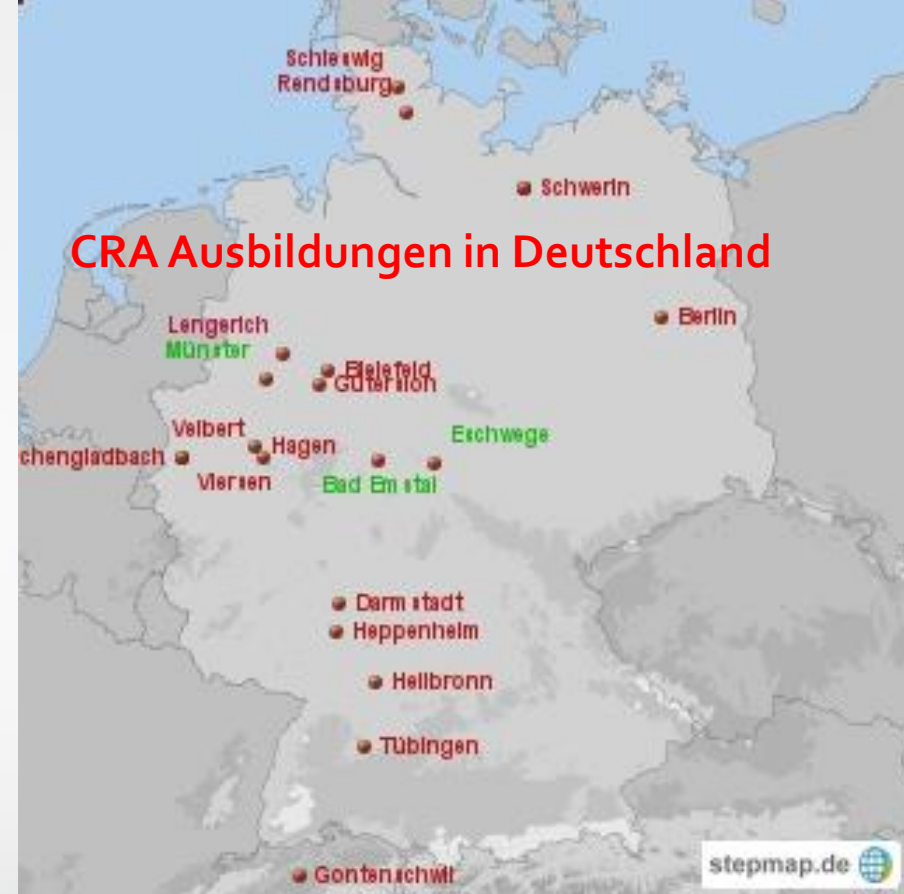 Schleswig
Rendsburg
Schwerin
CRA Ausbildungen in Deutschland
Berlin
Lengerich
Münster
Bielefeld
Gütersloh
Eschwege
Velbert
Hagen
chengladbach
Viersen
Bad Emstal
Darmstadt
Heppenheim
Heilbronn
Tübingen
stepmap.de
Gontenschwil